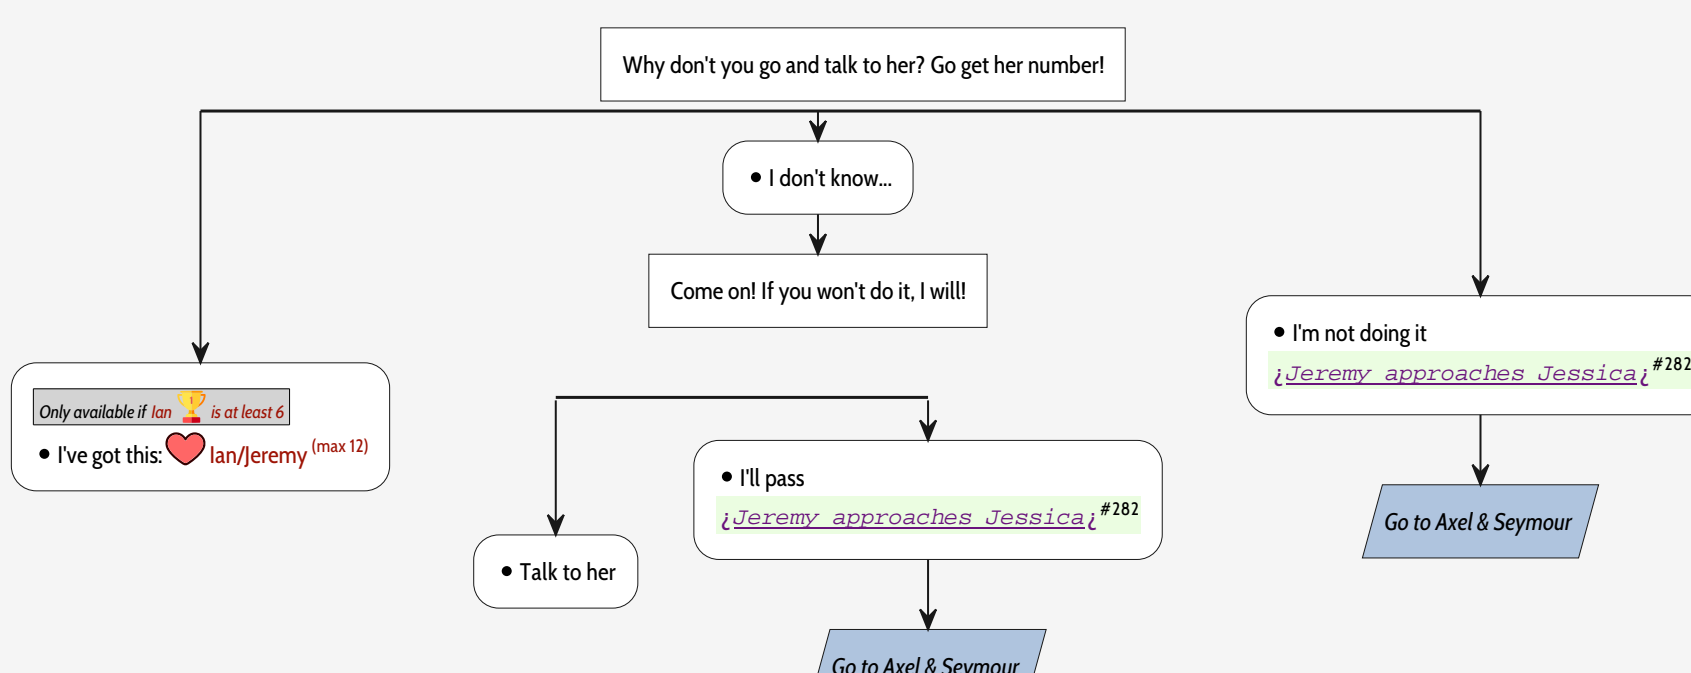 Why don't you go and talk to her? Go get her number!
• I don't know...
Come on! If you won't do it, I will!
• I'm not doing it
¿Jeremy approaches Jessica¿ #282
Only available if Ian 1 is at least 6
• I've got this: Ian/Jeremy (max 12)
• I'll pass
¿Jeremy approaches Jessica¿ #282
Go to Axel & Seymour
• Talk to her
Go to Axel & Seymour